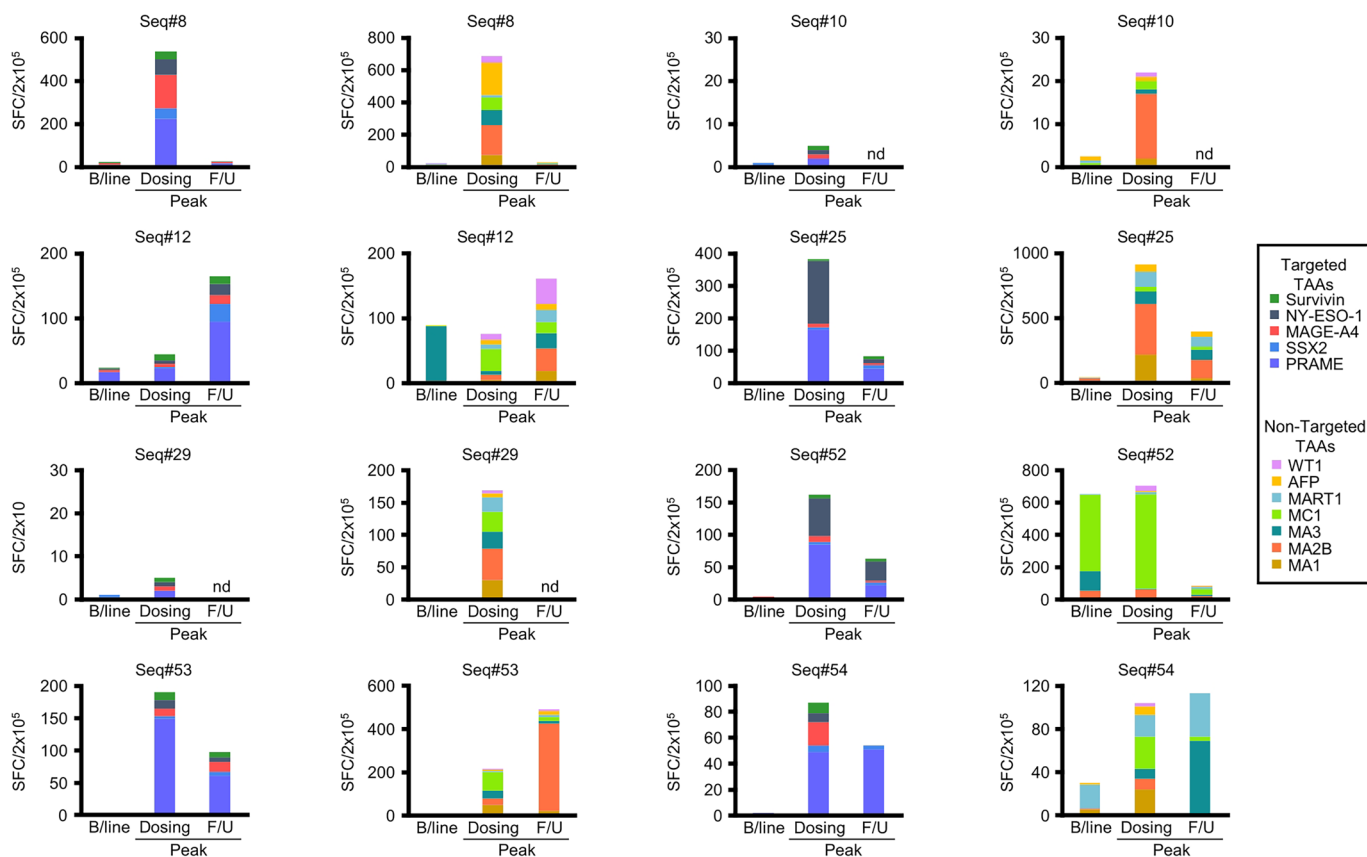 Seq#8
600
400
200
0
SFC/2x10⁵
B/line Dosing F/U
Peak
Seq#8
800
600
400
200
0
SFC/2x10⁵
B/line Dosing F/U
Peak
Seq#10
30
20
10
0
SFC/2x10⁵
nd
B/line Dosing F/U
Peak
Seq#10
30
20
10
0
SFC/2x10⁵
nd
B/line Dosing F/U
Peak
Seq#12
200
100
0
SFC/2x10⁵
B/line Dosing F/U
Peak
Seq#12
200
100
0
SFC/2x10⁵
B/line Dosing F/U
Peak
Seq#25
400
300
200
100
0
SFC/2x10⁵
B/line Dosing F/U
Peak
Seq#25
1000
500
0
SFC/2x10⁵
B/line Dosing F/U
Peak
Targeted
TAAs
Survivin
NY-ESO-1
MAGE-A4
SSX2
PRAME
Non-Targeted
TAAs
WT1
AFP
MART1
MC1
MA3
MA2B
MA1
Seq#29
30
20
10
0
SFC/2x10
nd
B/line Dosing F/U
Peak
Seq#29
200
150
100
50
0
SFC/2x10⁵
nd
B/line Dosing F/U
Peak
Seq#52
200
150
100
50
0
SFC/2x10⁵
B/line Dosing F/U
Peak
Seq#52
800
600
400
200
0
SFC/2x10⁵
B/line Dosing F/U
Peak
Seq#53
200
150
100
50
0
SFC/2x10⁵
B/line Dosing F/U
Peak
Seq#53
600
400
200
0
SFC/2x10⁵
B/line Dosing F/U
Peak
Seq#54
100
80
60
40
20
0
SFC/2x10⁵
B/line Dosing F/U
Peak
Seq#54
120
80
40
0
SFC/2x10⁵
B/line Dosing F/U
Peak